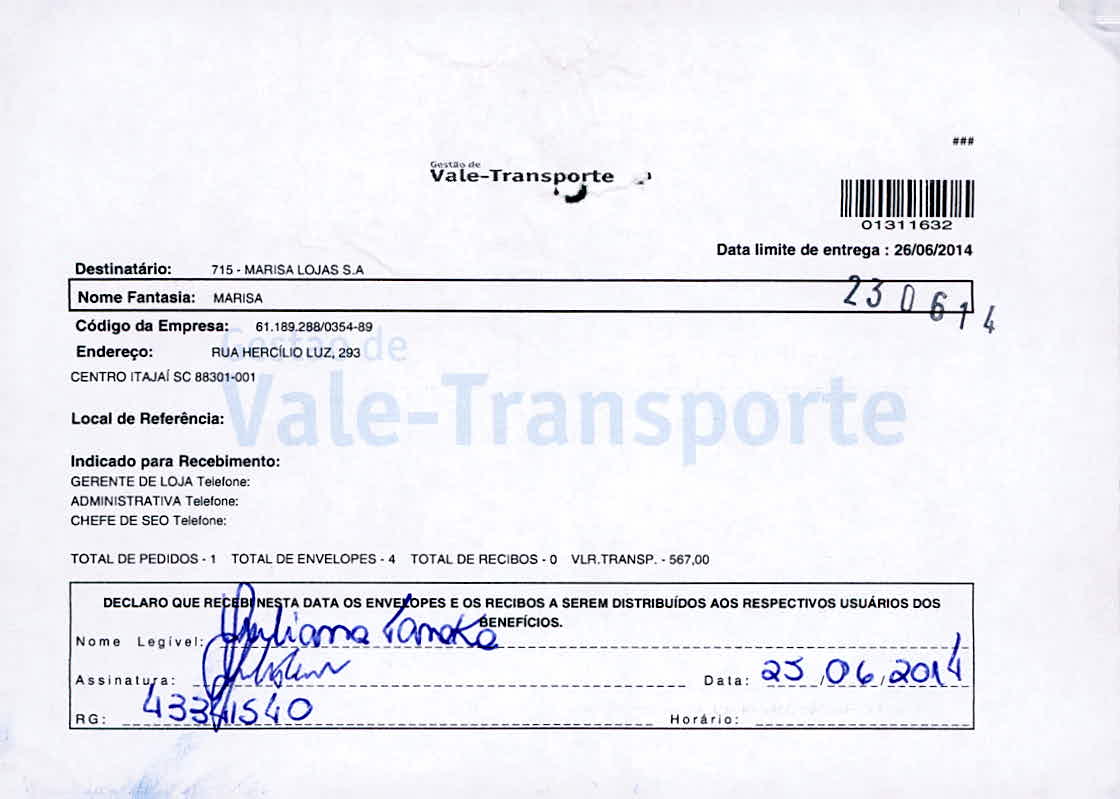 ###
Gestão de
Vale-Transporte
01311632
Data limite de entrega : 26/06/2014
Destinatário: 715 - MARISA LOJAS S.A
Nome Fantasia: MARISA
230614
Código da Empresa: 61.189.288/0354-89
Gestão de
Endereço: RUA HERCÍLIO LUZ, 293
CENTRO ITAJAÍ SC 88301-001
Vale-Transporte
Local de Referência:
Indicado para Recebimento:
GERENTE DE LOJA Telefone:
ADMINISTRATIVA Telefone:
CHEFE DE SEO Telefone:
TOTAL DE PEDIDOS - 1 TOTAL DE ENVELOPES - 4 TOTAL DE RECIBOS - 0 VLR.TRANSP. - 567,00
DECLARO QUE RECEBI NESTA DATA OS ENVELOPES E OS RECIBOS A SEREM DISTRIBUÍDOS AOS RESPECTIVOS USUÁRIOS DOS
BENEFÍCIOS.
Nome Legível: Juliana Tanaka
Assinatura: Data: 25/06/2014
RG: 43341540 Horário: